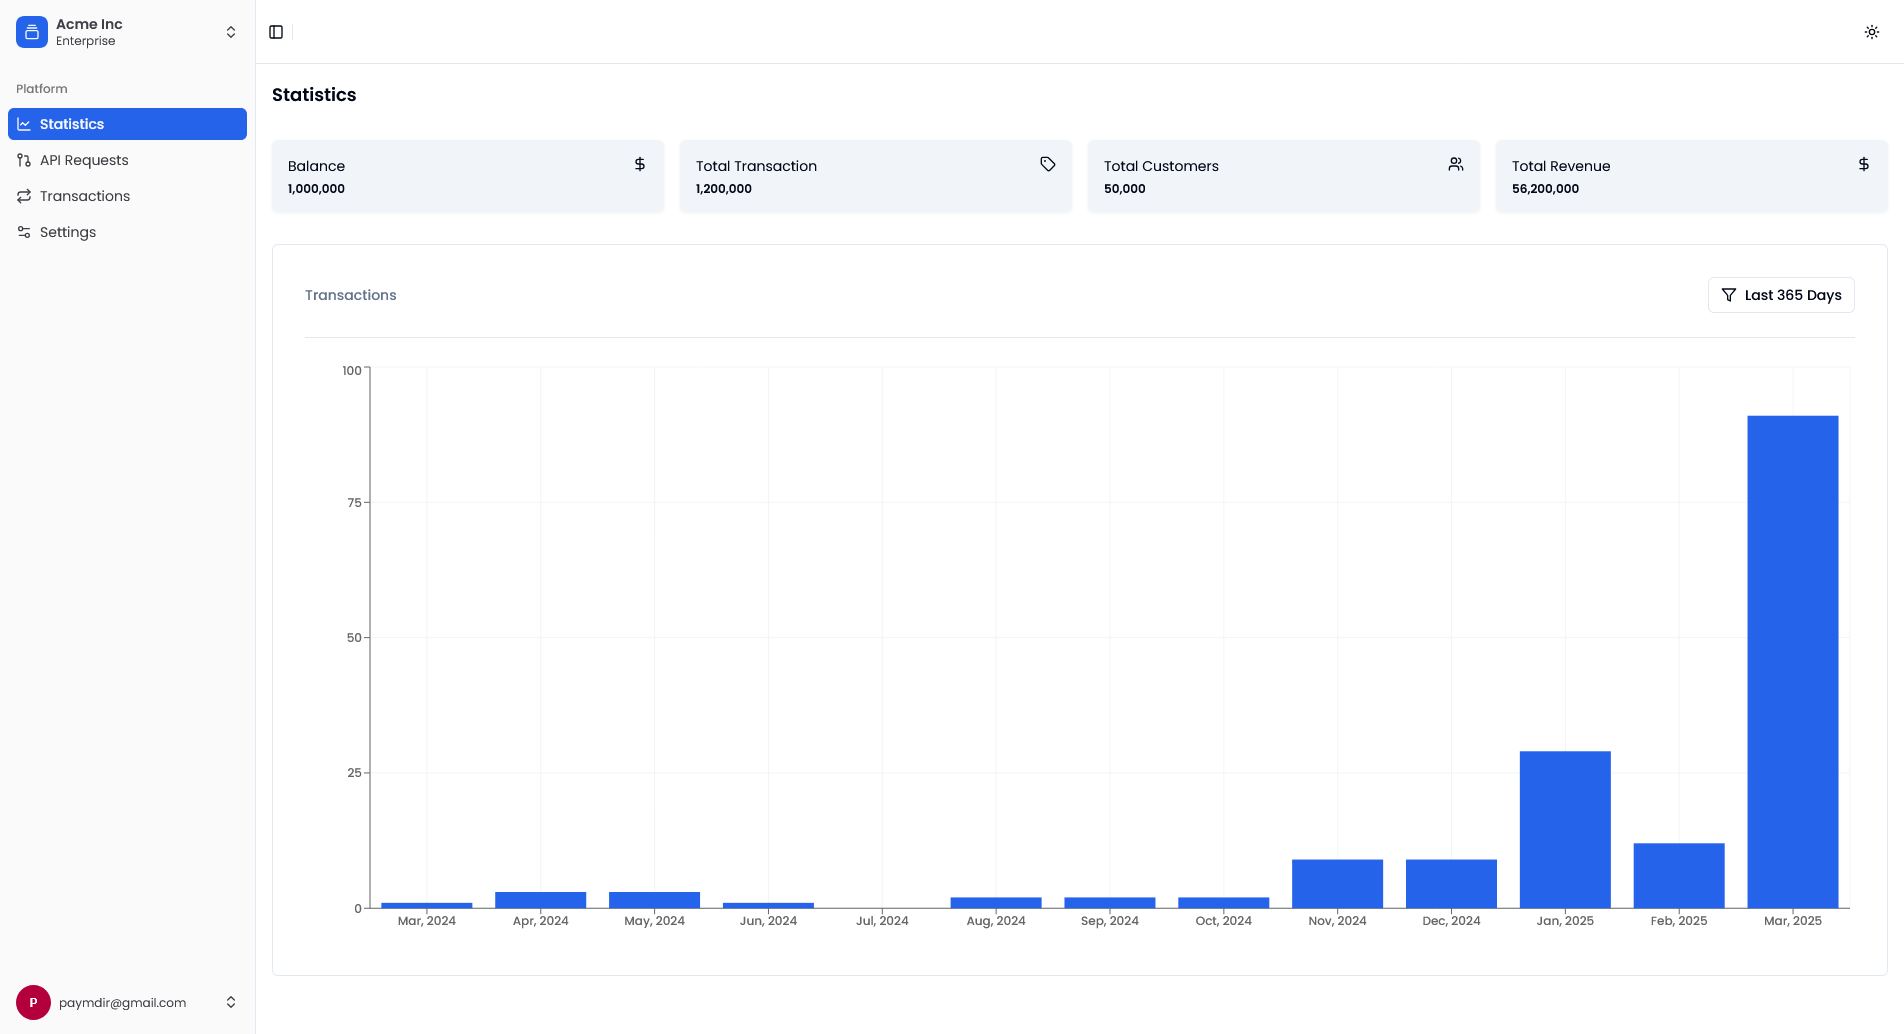 Acme Inc
Enterprise
Platform
Statistics
API Requests
Transactions
Settings
Statistics
Balance
1,000,000
Total Transaction
1,200,000
Total Customers
50,000
Total Revenue
56,200,000
Transactions
Last 365 Days
100
75
50
25
0
Mar, 2024
Apr, 2024
May, 2024
Jun, 2024
Jul, 2024
Aug, 2024
Sep, 2024
Oct, 2024
Nov, 2024
Dec, 2024
Jan, 2025
Feb, 2025
Mar, 2025
P
paymdir@gmail.com